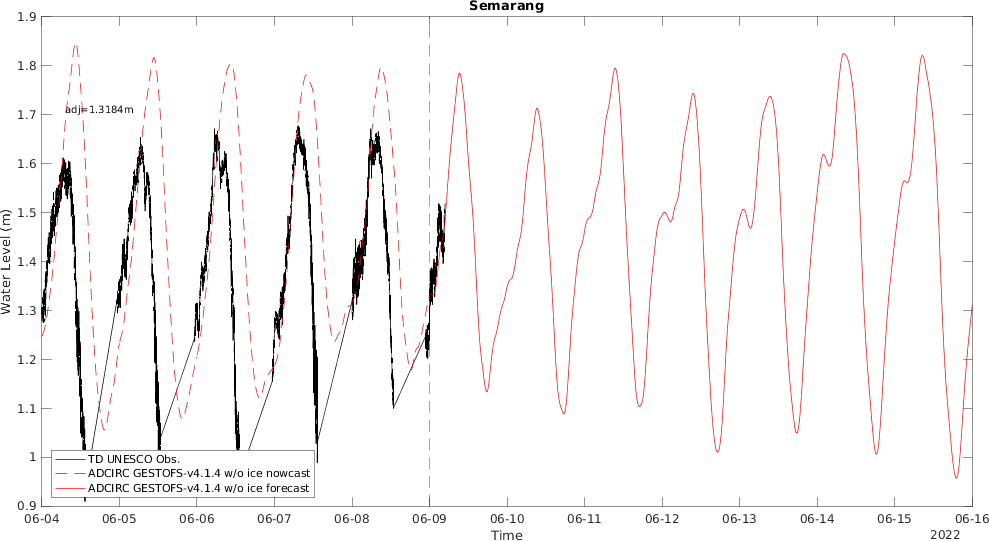 Semarang
1.9
1.8
1.7
1.6
1.5
1.4
1.3
1.2
1.1
1
0.9
Water Level (m)
adj=1.3184m
TD UNESCO Obs.
ADCIRC GESTOFS-v4.1.4 w/o ice nowcast
ADCIRC GESTOFS-v4.1.4 w/o ice forecast
06-04 06-05 06-06 06-07 06-08 06-09 06-10 06-11 06-12 06-13 06-14 06-15 06-16
Time
2022